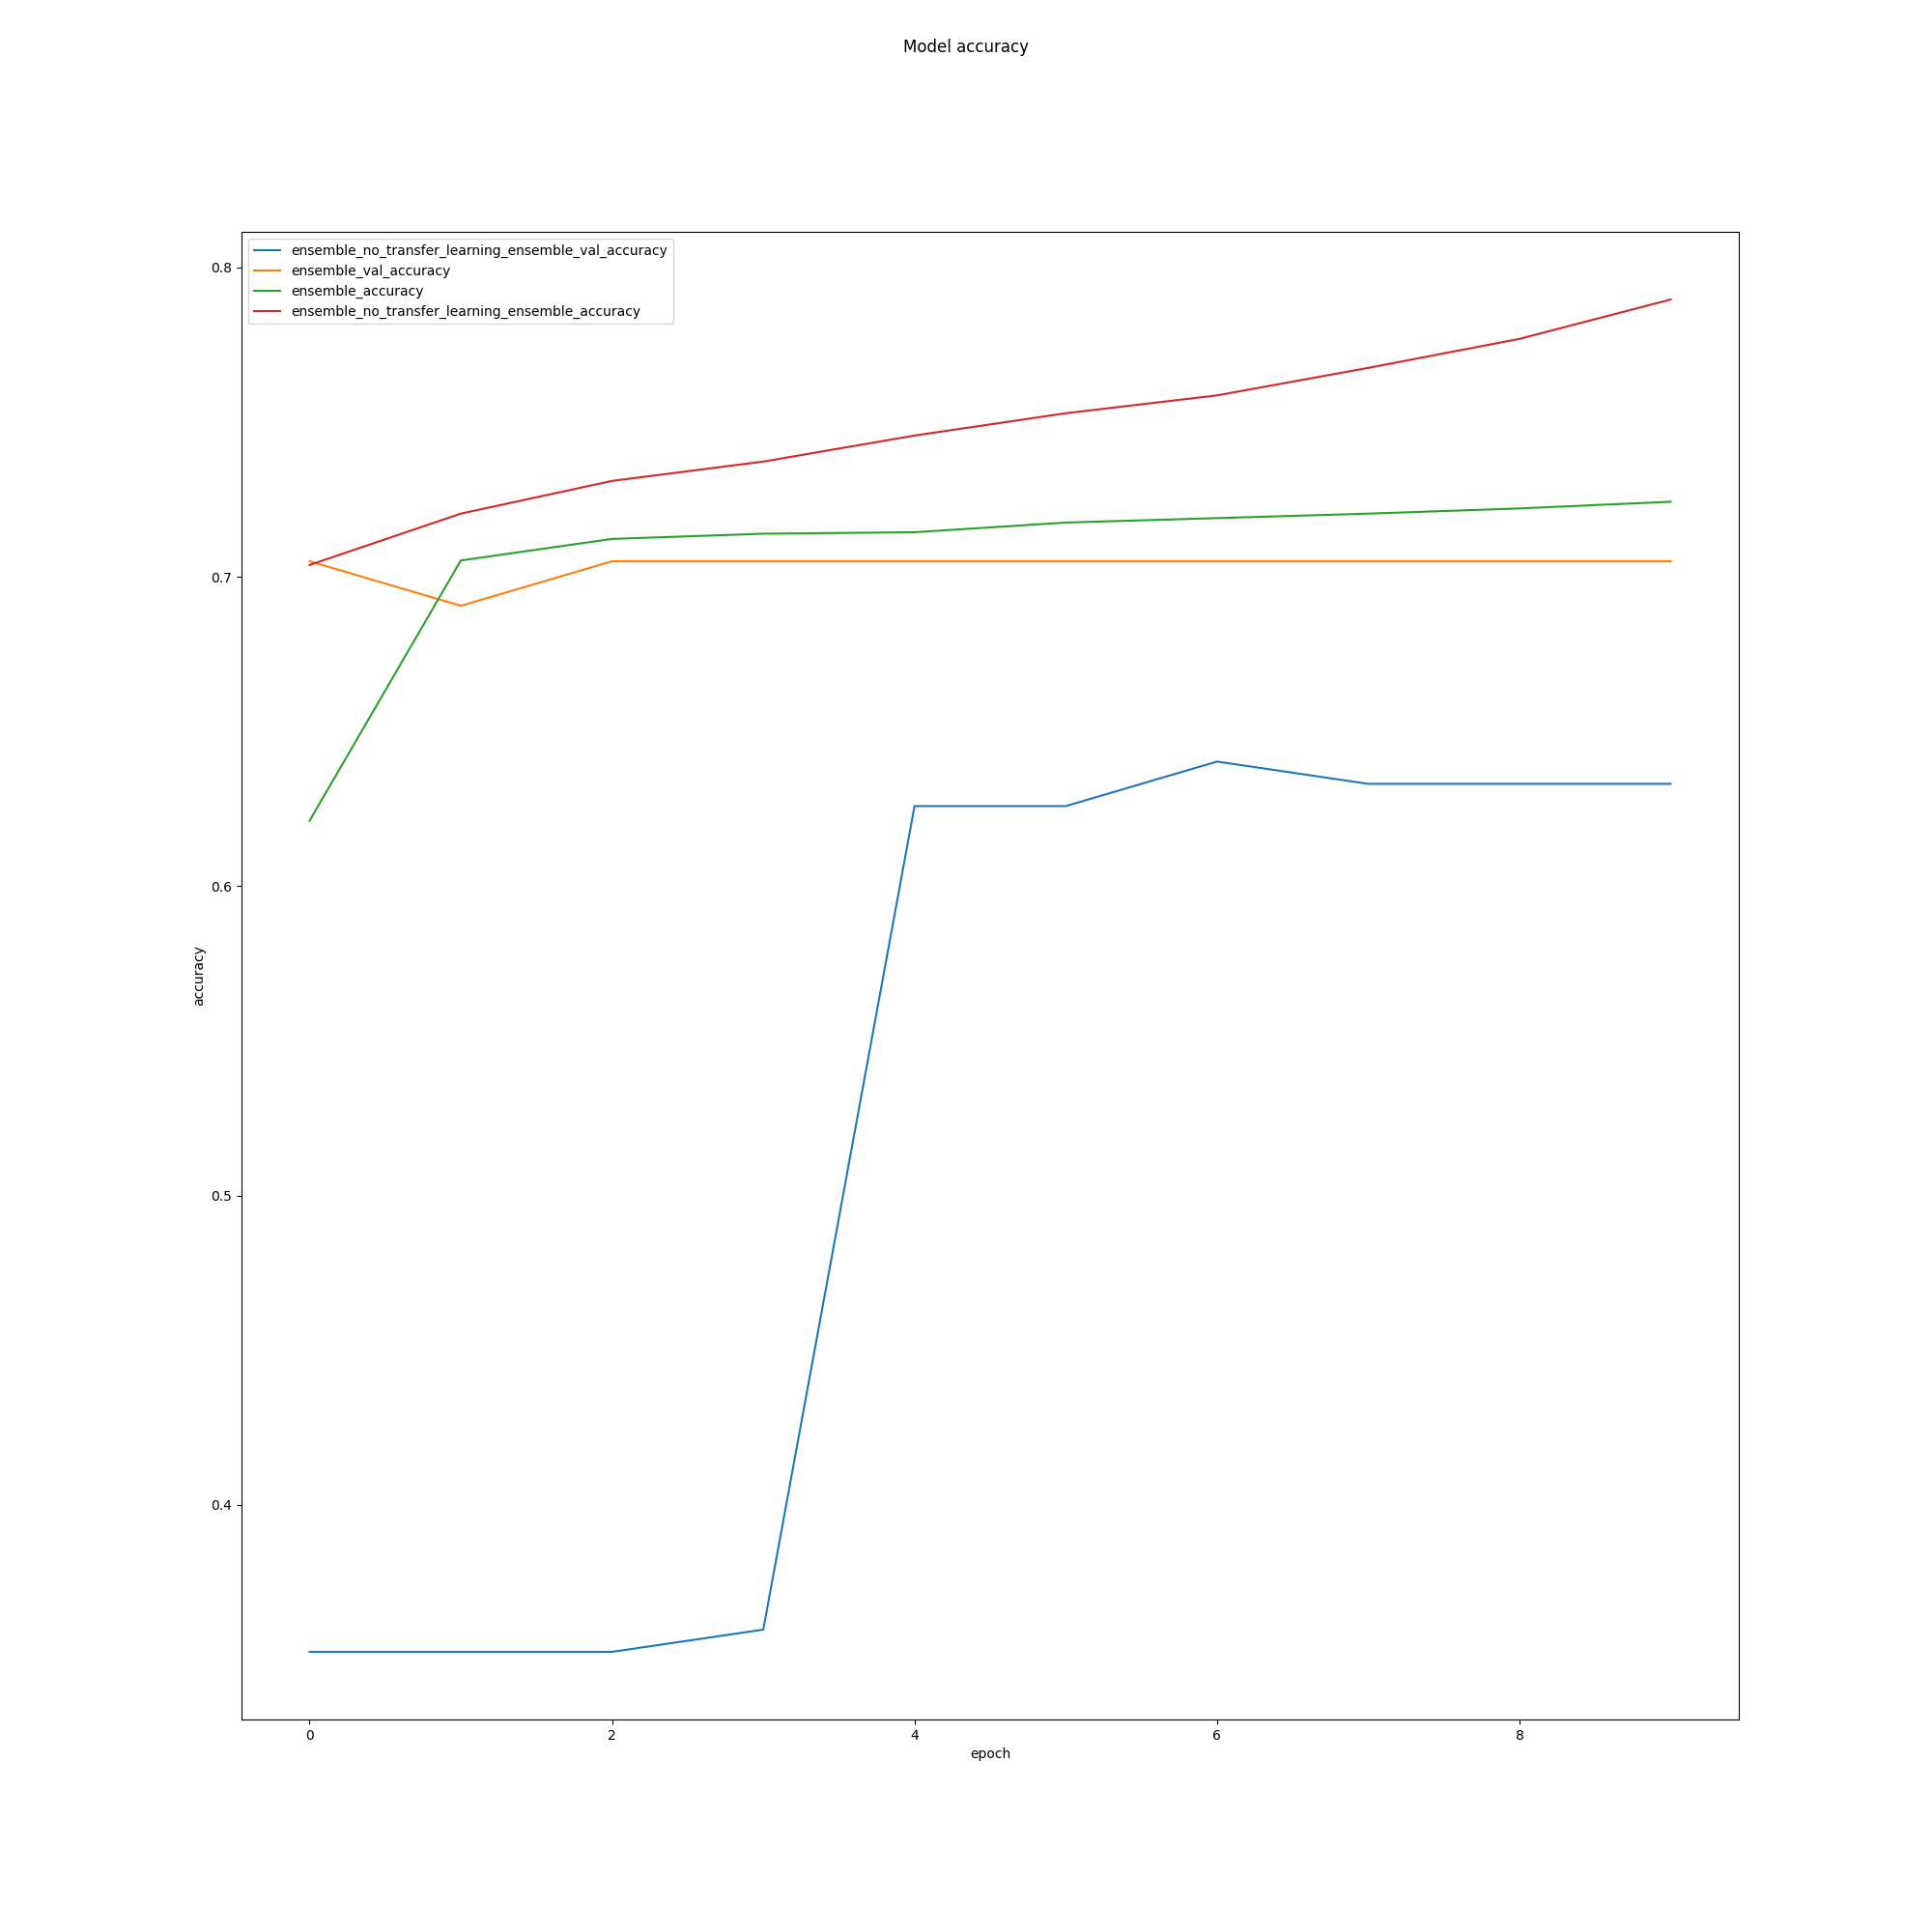 Model accuracy
ensemble_no_transfer_learning_ensemble_val_accuracy
ensemble_val_accuracy
ensemble_accuracy
ensemble_no_transfer_learning_ensemble_accuracy
0.8
0.7
0.6
0.5
0.4
accuracy
0 2 4 6 8
epoch